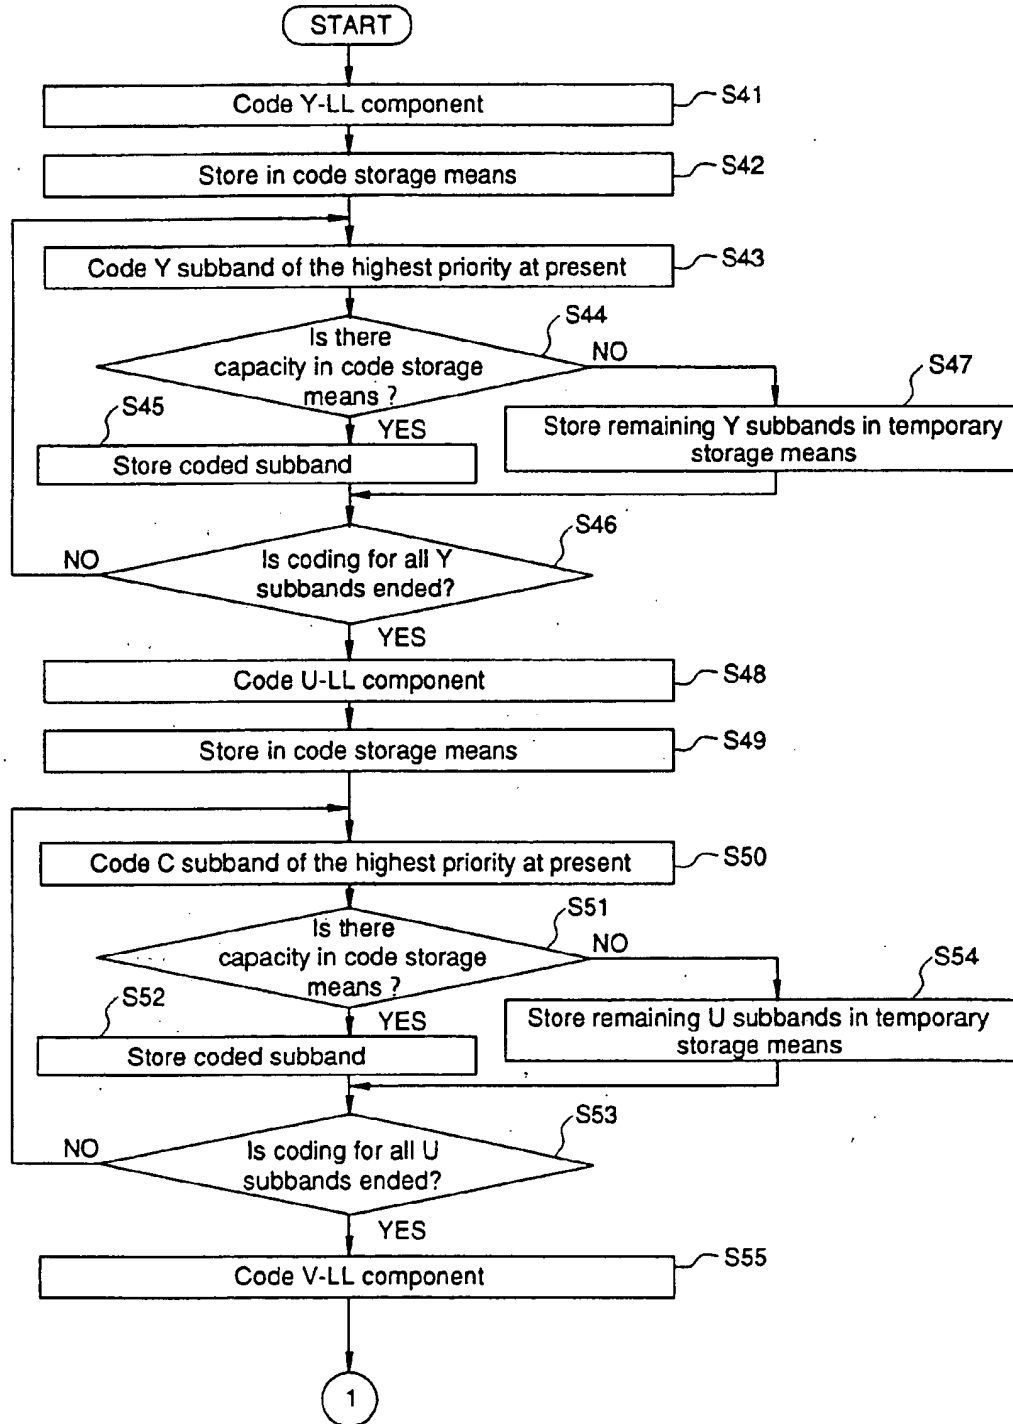 START
Code Y-LL component
S41
Store in code storage means
S42
Code Y subband of the highest priority at present
S43
Is there
capacity in code storage
means ?
S44
NO
YES
S45
Store coded subband
S47
Store remaining Y subbands in temporary
storage means
S46
Is coding for all Y
subbands ended?
NO
YES
Code U-LL component
S48
Store in code storage means
S49
Code C subband of the highest priority at present
S50
Is there
capacity in code storage
means ?
S51
NO
YES
S52
Store coded subband
S54
Store remaining U subbands in temporary
storage means
S53
Is coding for all U
subbands ended?
NO
YES
Code V-LL component
S55
1